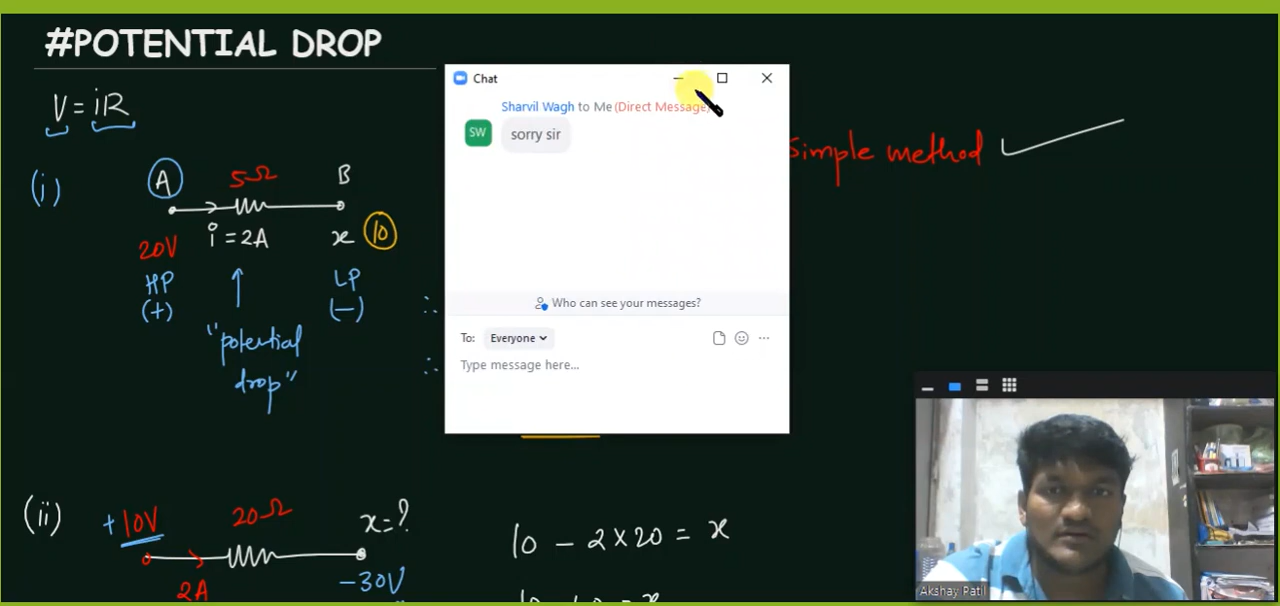 #POTENTIAL DROP
V = iR
(i)
A
5Ω
B
20V
i = 2A
x
10
HP
LP
(+)
(−)
"potential
drop"
∴
∴
Chat
Sharvil Wagh to Me (Direct Message)
SW
sorry sir
Who can see your messages?
To: Everyone
Type message here...
Simple method
(ii)
+10V
20Ω
x=?
2A
-30V
10 - 2×20 = x
Akshay Patil